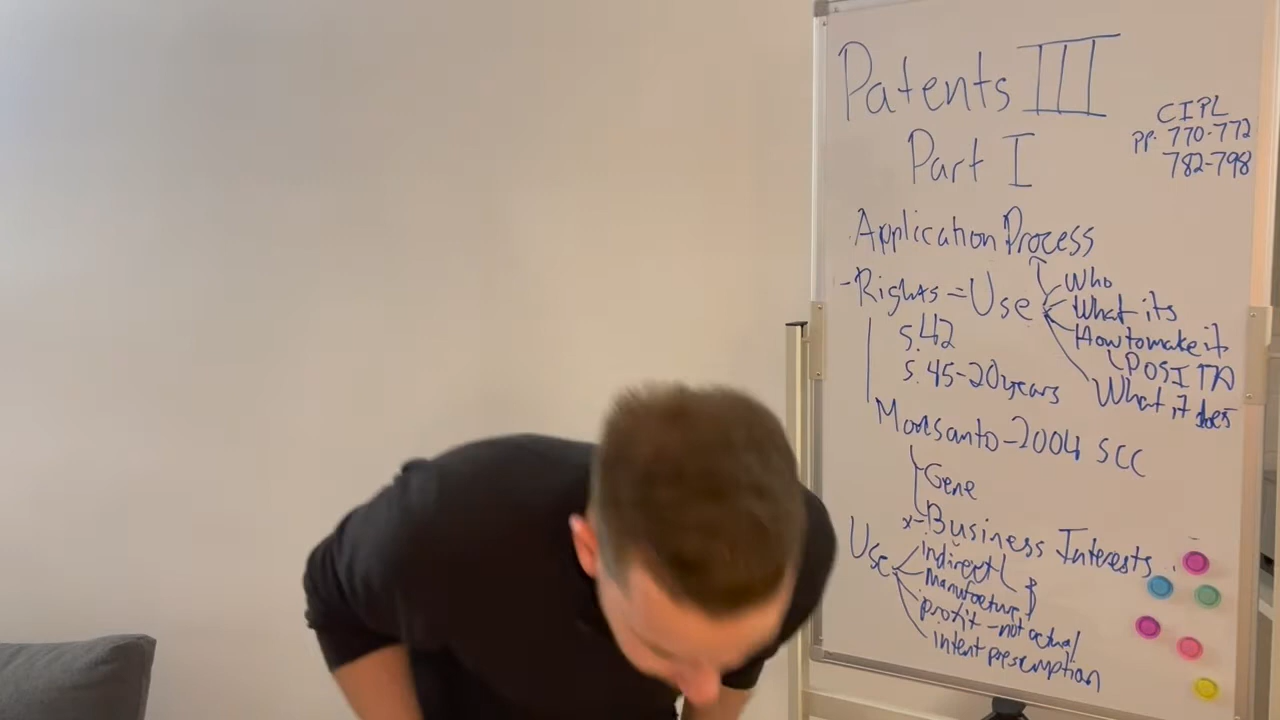 Patents III
Part I
CIPL
pp. 770-772
782-798
Application Process
- Rights = Use
Who
What its
How to make it
POSITA
What it does
s.42
s.45-20 years
Monsanto-2004 SCC
Gene
x-Business Interests
Use
indirect
manufacture
$
profit - not actual
intent presumption